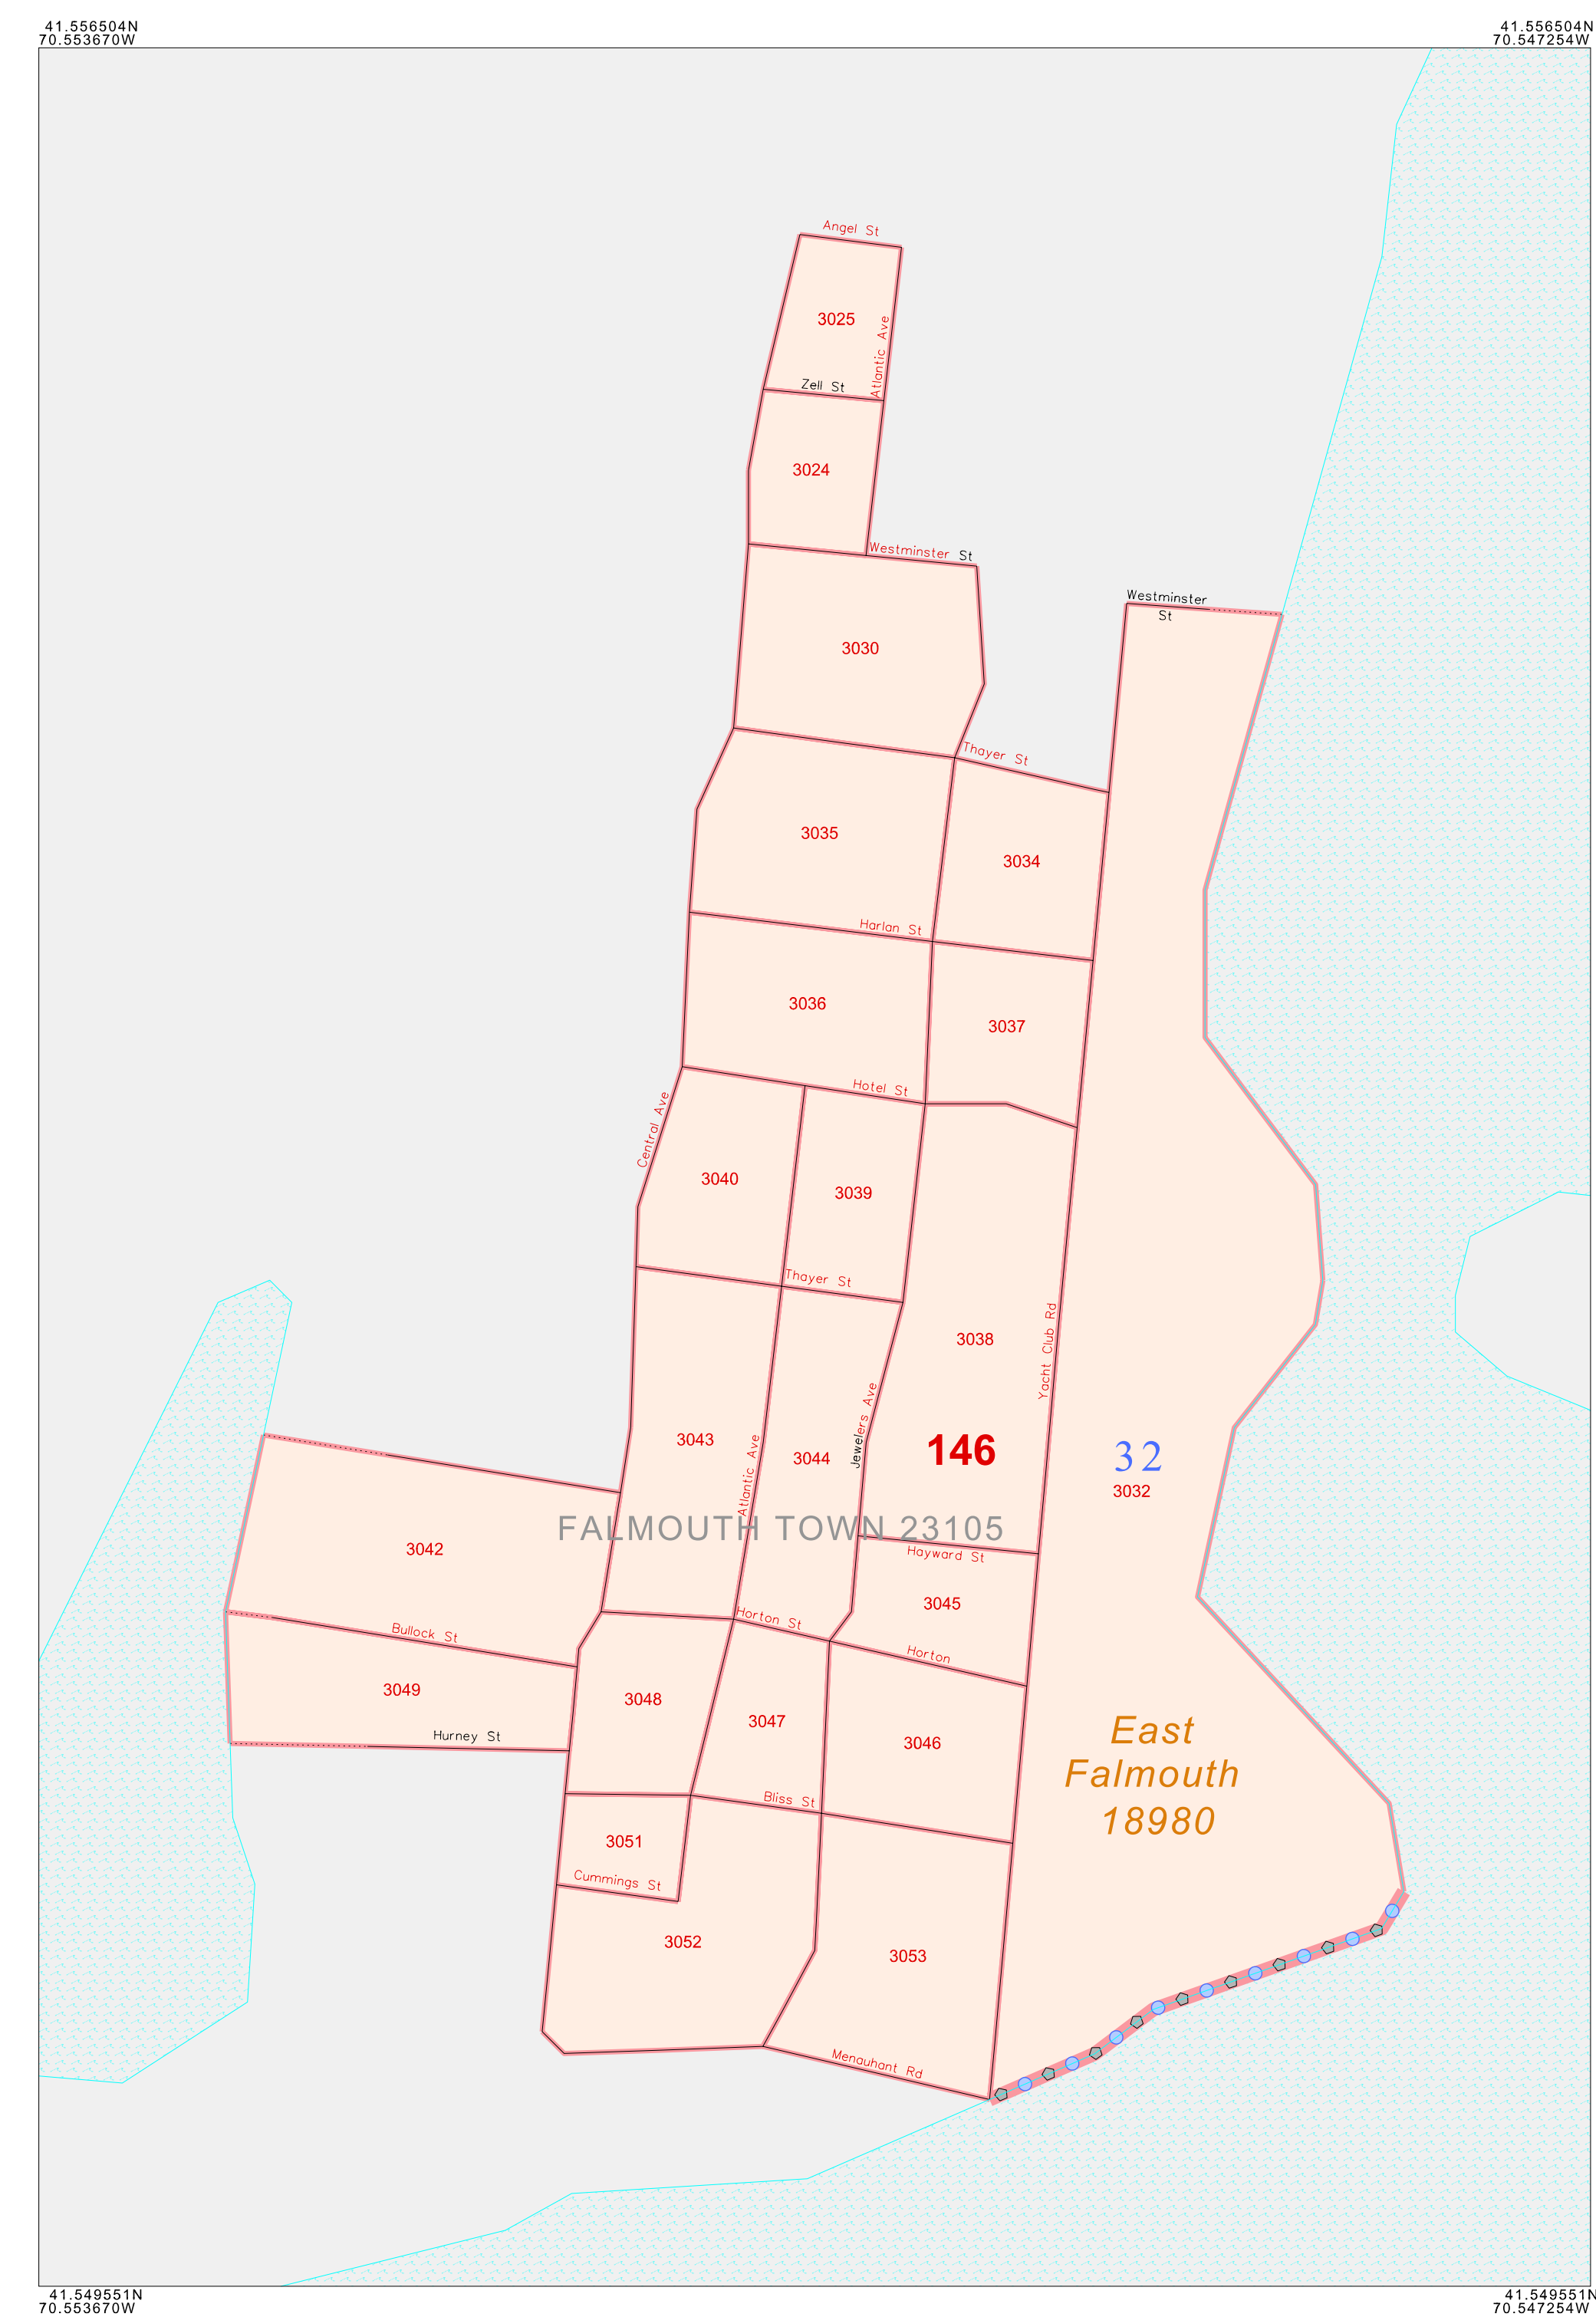 41.556504N
70.553670W
41.556504N
70.547254W
Angel St
3025
Atlantic Ave
Zell St
3024
Westminster St
Westminster
St
3030
Thayer St
3035
3034
Harlan St
3036
3037
Hotel St
Central Ave
3040
3039
Thayer St
3038
Yacht Club Rd
Jewelers Ave
3043
Atlantic Ave
3044
146
32
3032
FALMOUTH TOWN 23105
3042
Hayward St
3045
Horton St
Horton
Bullock St
3049
3048
3047
3046
Hurney St
East
Falmouth
18980
Bliss St
3051
Cummings St
3052
3053
Menauhant Rd
41.549551N
70.553670W
41.549551N
70.547254W